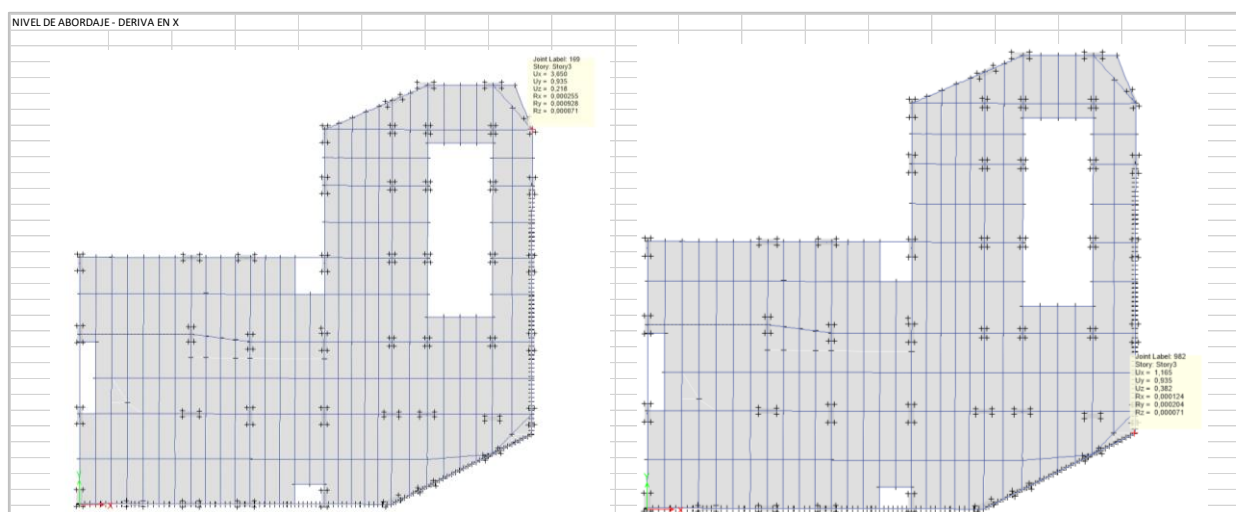 NIVEL DE ABORDAJE - DERIVA EN X
Joint Label: 169
Story: Story3
Ux = 3,650
Uy = 0,935
Uz = 0,218
Rx = 0,000255
Ry = 0,000928
Rz = 0,000071
Joint Label: 982
Story: Story3
Ux = 1,165
Uy = 0,935
Uz = 0,382
Rx = 0,000124
Ry = 0,000204
Rz = 0,000071
Y
X
Y
X